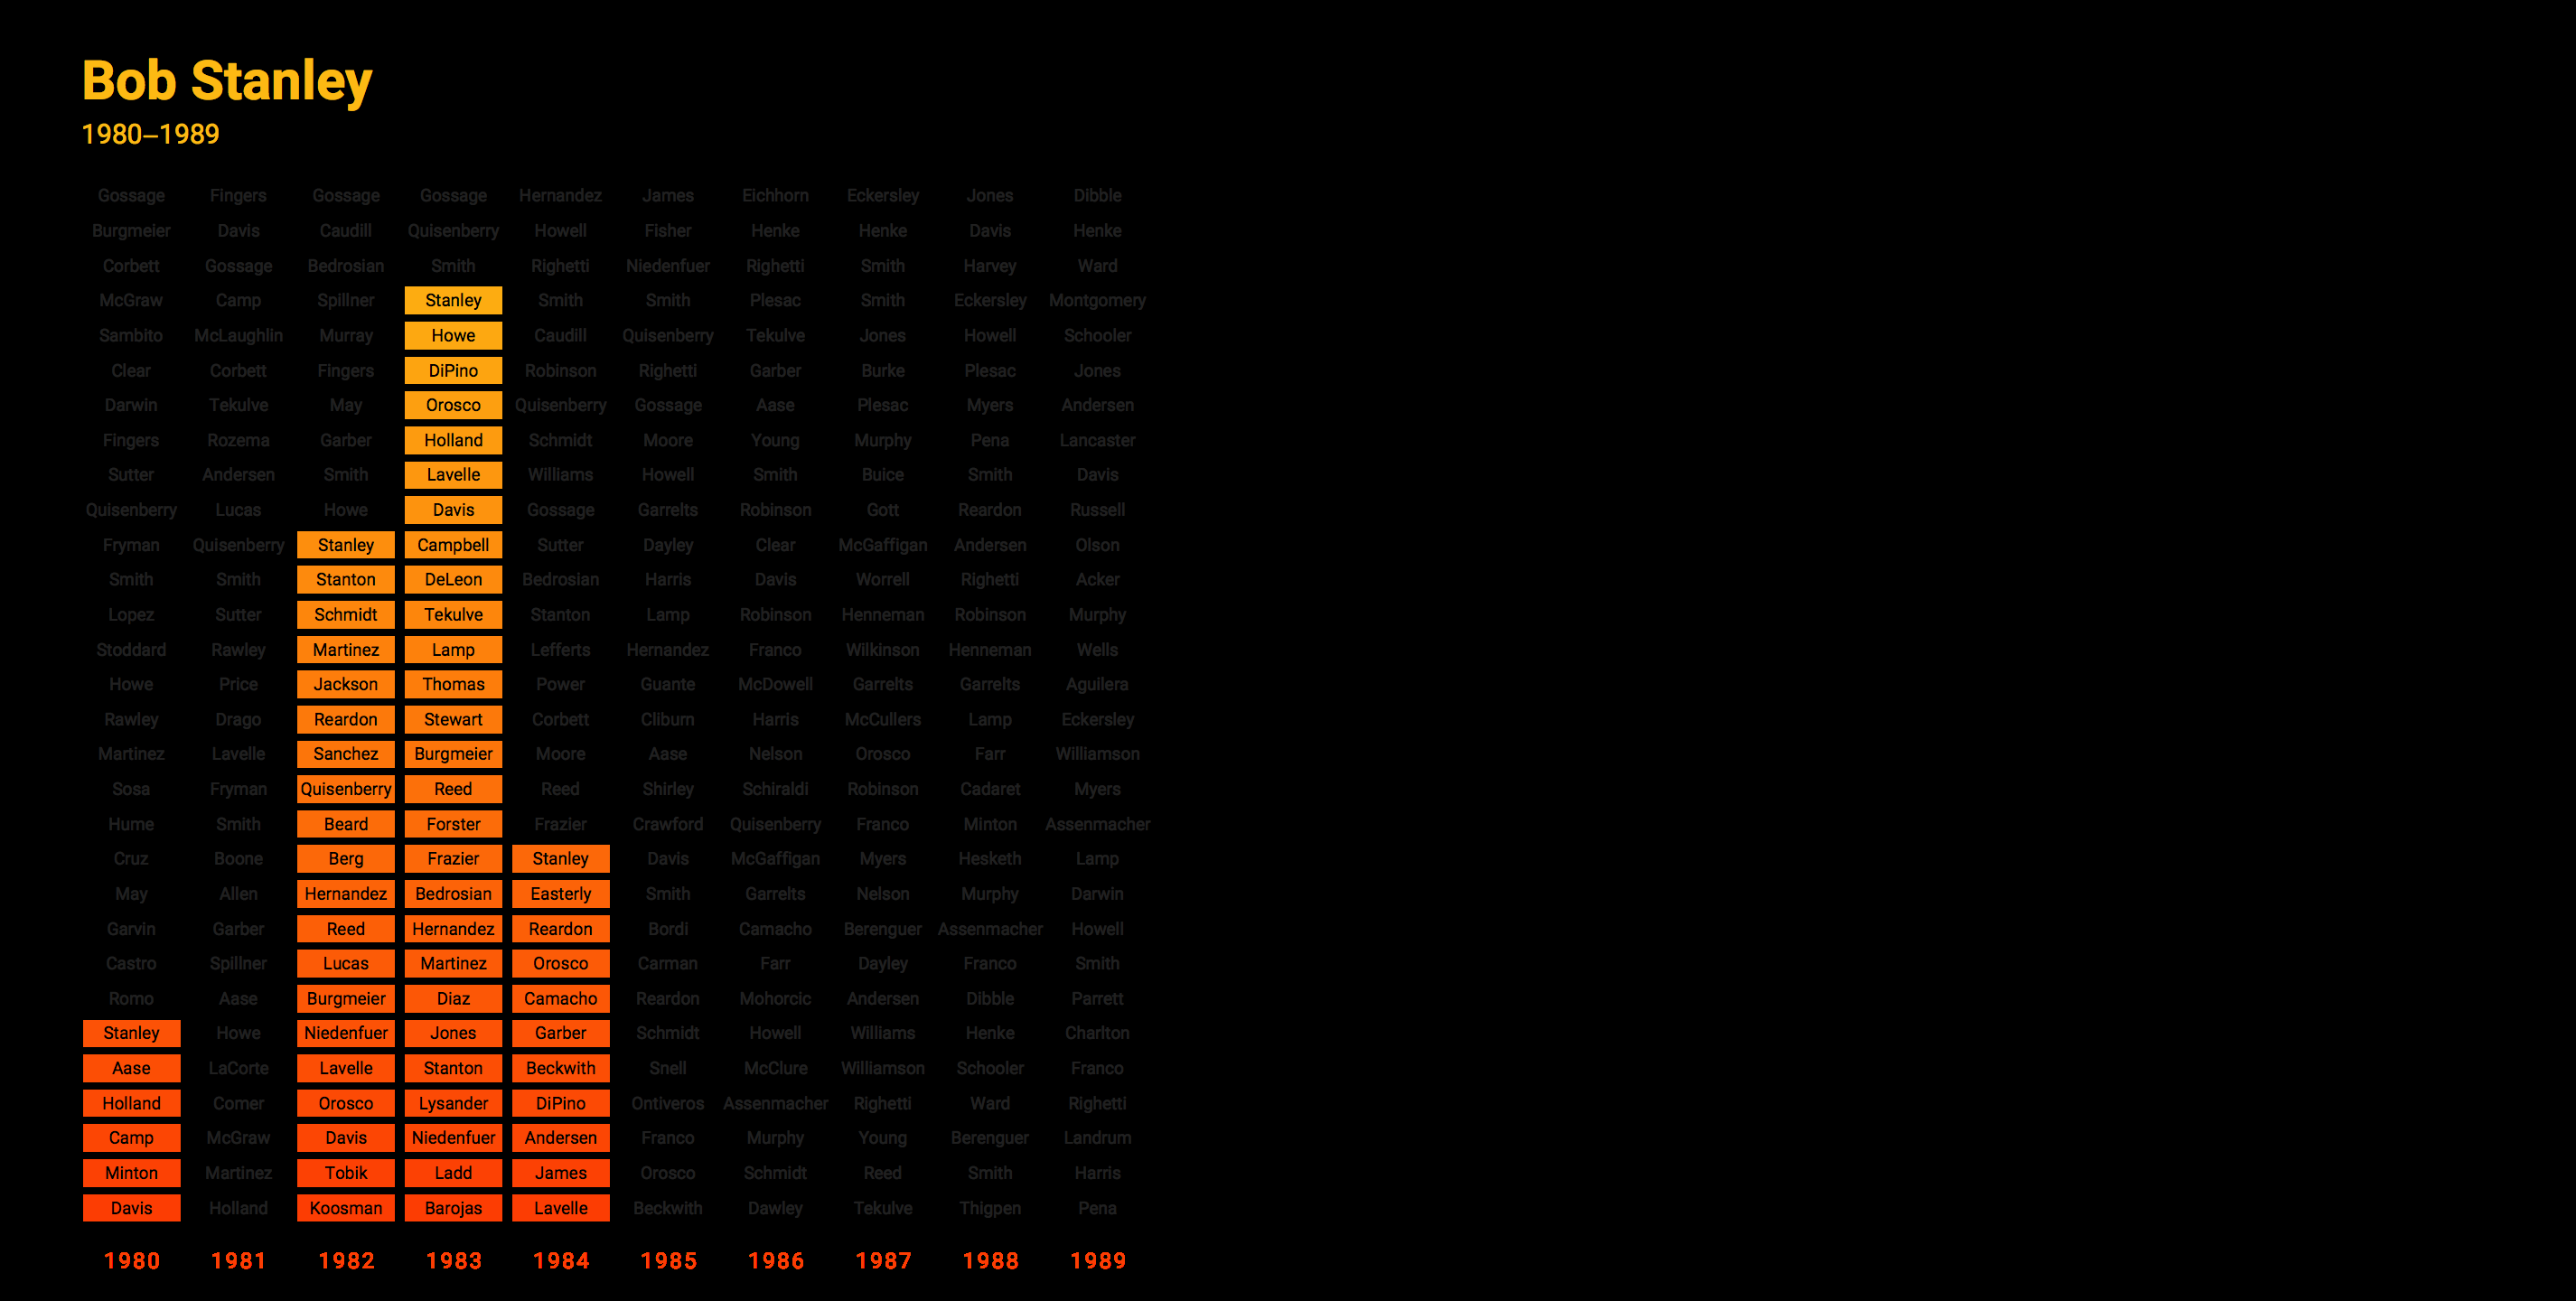 Bob Stanley
1980–1989
Gossage Fingers Gossage Gossage Hernandez James Eichhorn Eckersley Jones Dibble
Burgmeier Davis Caudill Quisenberry Howell Fisher Henke Henke Davis Henke
Corbett Gossage Bedrosian Smith Righetti Niedenfuer Righetti Smith Harvey Ward
McGraw Camp Spillner Stanley Smith Smith Plesac Smith Eckersley Montgomery
Sambito McLaughlin Murray Howe Caudill Quisenberry Tekulve Jones Howell Schooler
Clear Corbett Fingers DiPino Robinson Righetti Garber Burke Plesac Jones
Darwin Tekulve May Orosco Quisenberry Gossage Aase Plesac Myers Andersen
Fingers Rozema Garber Holland Schmidt Moore Young Murphy Pena Lancaster
Sutter Andersen Smith Lavelle Williams Howell Smith Buice Smith Davis
Quisenberry Lucas Howe Davis Gossage Garrelts Robinson Gott Reardon Russell
Fryman Quisenberry Stanley Campbell Sutter Dayley Clear McGaffigan Andersen Olson
Smith Smith Stanton DeLeon Bedrosian Harris Davis Worrell Righetti Acker
Lopez Sutter Schmidt Tekulve Stanton Lamp Robinson Henneman Robinson Murphy
Stoddard Rawley Martinez Lamp Lefferts Hernandez Franco Wilkinson Henneman Wells
Howe Price Jackson Thomas Power Guante McDowell Garrelts Garrelts Aguilera
Rawley Drago Reardon Stewart Corbett Cliburn Harris McCullers Lamp Eckersley
Martinez Lavelle Sanchez Burgmeier Moore Aase Nelson Orosco Farr Williamson
Sosa Fryman Quisenberry Reed Reed Shirley Schiraldi Robinson Cadaret Myers
Hume Smith Beard Forster Frazier Crawford Quisenberry Franco Minton Assenmacher
Cruz Boone Berg Frazier Stanley Davis McGaffigan Myers Hesketh Lamp
May Allen Hernandez Bedrosian Easterly Smith Garrelts Nelson Murphy Darwin
Garvin Garber Reed Hernandez Reardon Bordi Camacho Berenguer Assenmacher Howell
Castro Spillner Lucas Martinez Orosco Carman Farr Dayley Franco Smith
Romo Aase Burgmeier Diaz Camacho Reardon Mohorcic Andersen Dibble Parrett
Stanley Howe Niedenfuer Jones Garber Schmidt Howell Williams Henke Charlton
Aase LaCorte Lavelle Stanton Beckwith Snell McClure Williamson Schooler Franco
Holland Comer Orosco Lysander DiPino Ontiveros Assenmacher Righetti Ward Righetti
Camp McGraw Davis Niedenfuer Andersen Franco Murphy Young Berenguer Landrum
Minton Martinez Tobik Ladd James Orosco Schmidt Reed Smith Harris
Davis Holland Koosman Barojas Lavelle Beckwith Dawley Tekulve Thigpen Pena
1980 1981 1982 1983 1984 1985 1986 1987 1988 1989